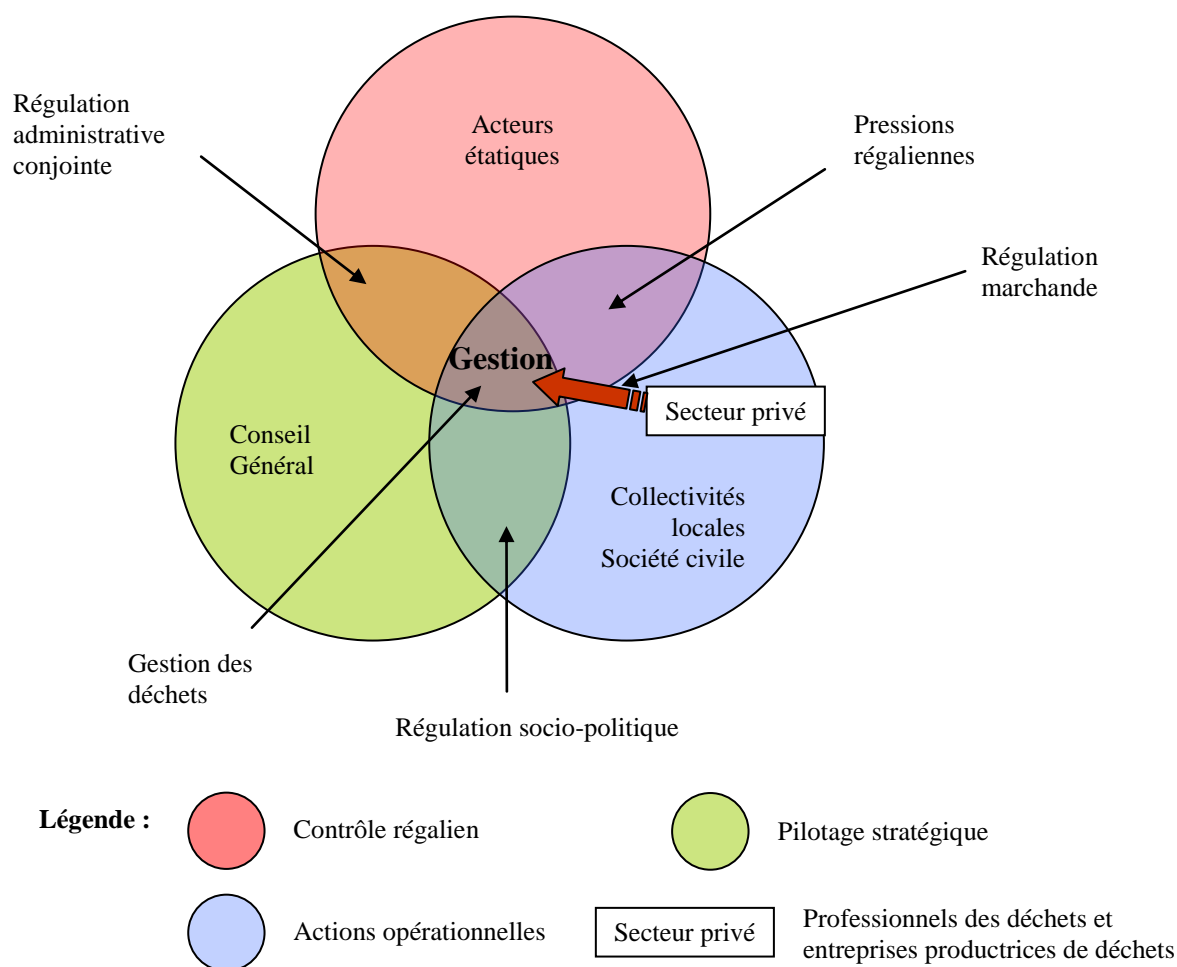 Régulation
administrative
conjointe
Acteurs
étatiques
Pressions
régaliennes
Régulation
marchande
Gestion
Secteur privé
Conseil
Général
Collectivités
locales
Société civile
Gestion des
déchets
Régulation socio-politique
Légende :
Contrôle régalien
Pilotage stratégique
Actions opérationnelles
Secteur privé
Professionnels des déchets et
entreprises productrices de déchets